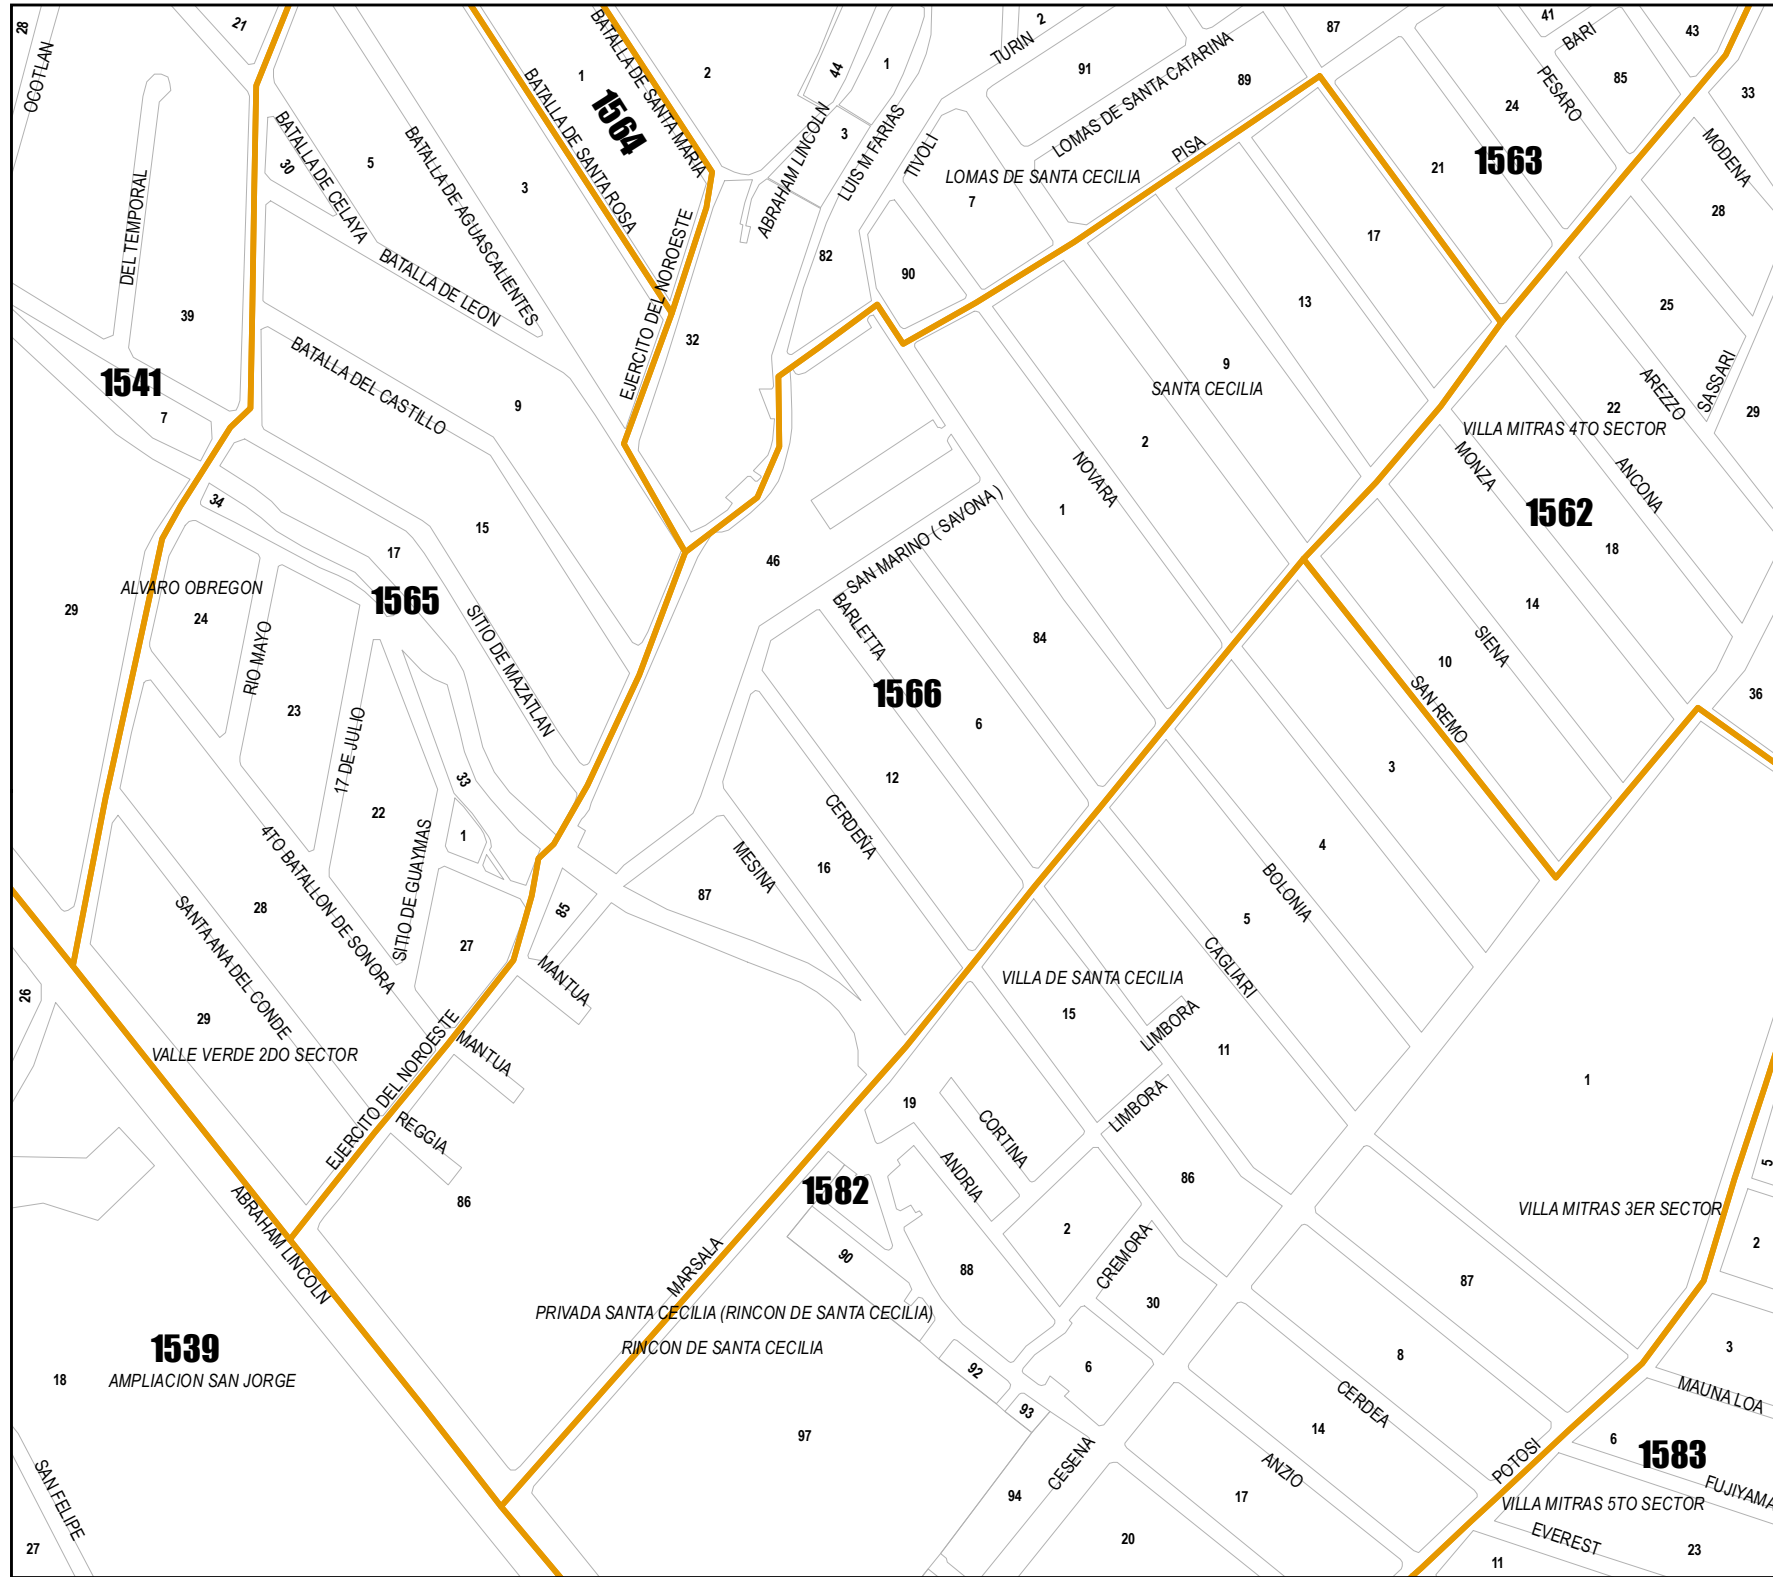 28
21
OCOTLAN
BATALLA DE SANTA MARIA
2
44
1
2
TURIN
91
LOMAS DE SANTA CATARINA
89
87
41
BARI
43
85
PESARO
33
1
1564
BATALLA DE SANTA ROSA
24
MODENA
30
BATALLA DE CELAYA
5
BATALLA DE AGUASCALIENTES
3
ABRAHAM LINCOLN
3
LUIS M FARIAS
TIVOLI
PISA
LOMAS DE SANTA CECILIA
7
21
1563
28
DEL TEMPORAL
BATALLA DE LEON
EJERCITO DEL NOROESTE
82
90
17
25
39
32
13
BATALLA DEL CASTILLO
9
9
SANTA CECILIA
AREZZO
SASSARI
1541
7
22
29
VILLA MITRAS 4TO SECTOR
2
NOVARA
MONZA
ANCONA
34
15
1
1562
18
17
46
SAN MARINO ( SAVONA )
ALVARO OBREGON
24
29
1565
SITIO DE MAZATLAN
BARLETTA
84
14
SIENA
RIO MAYO
23
1566
10
SAN REMO
36
17 DE JULIO
6
3
33
12
22
CERDEÑA
1
4
4TO BATALLON DE SONORA
SITIO DE GUAYMAS
MESINA
16
87
BOLONIA
28
SANTA ANA DEL CONDE
85
5
27
CAGLIARI
MANTUA
VILLA DE SANTA CECILIA
26
29
15
LIMBORA
11
VALLE VERDE 2DO SECTOR
EJERCITO DEL NOROESTE
MANTUA
1
REGGIA
19
CORTINA
LIMBORA
5
ANDRIA
86
1582
86
ABRAHAM LINCOLN
VILLA MITRAS 3ER SECTOR
2
2
MARSALA
90
88
CREMORA
87
30
PRIVADA SANTA CECILIA (RINCON DE SANTA CECILIA)
RINCON DE SANTA CECILIA
1539
18
AMPLIACION SAN JORGE
92
6
8
3
93
CERDEA
MAUNA LOA
97
14
6
1583
CESENA
ANZIO
POTOSI
FUJIYAMA
SAN FELIPE
94
17
VILLA MITRAS 5TO SECTOR
27
20
EVEREST
11
23